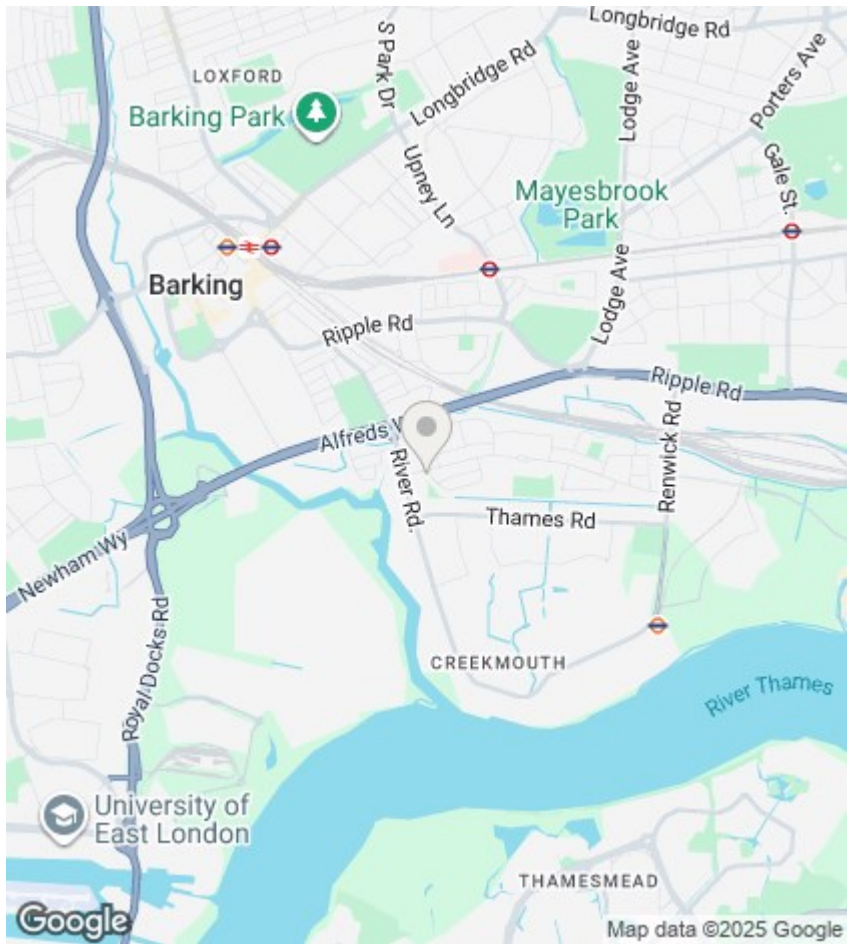 Longbridge Rd
S Park Dr
LOXFORD
Longbridge Rd
Lodge Ave
Porters Ave
Barking Park
Upney Ln
Gale St.
Mayesbrook
Park
Barking
Lodge Ave
Ripple Rd
Ripple Rd
Alfreds W
Renwick Rd
River Rd.
Thames Rd
Newham Wy
Royal Docks Rd
CREEKMOUTH
River Thames
University of
East London
THAMESMEAD
Google
Map data ©2025 Google